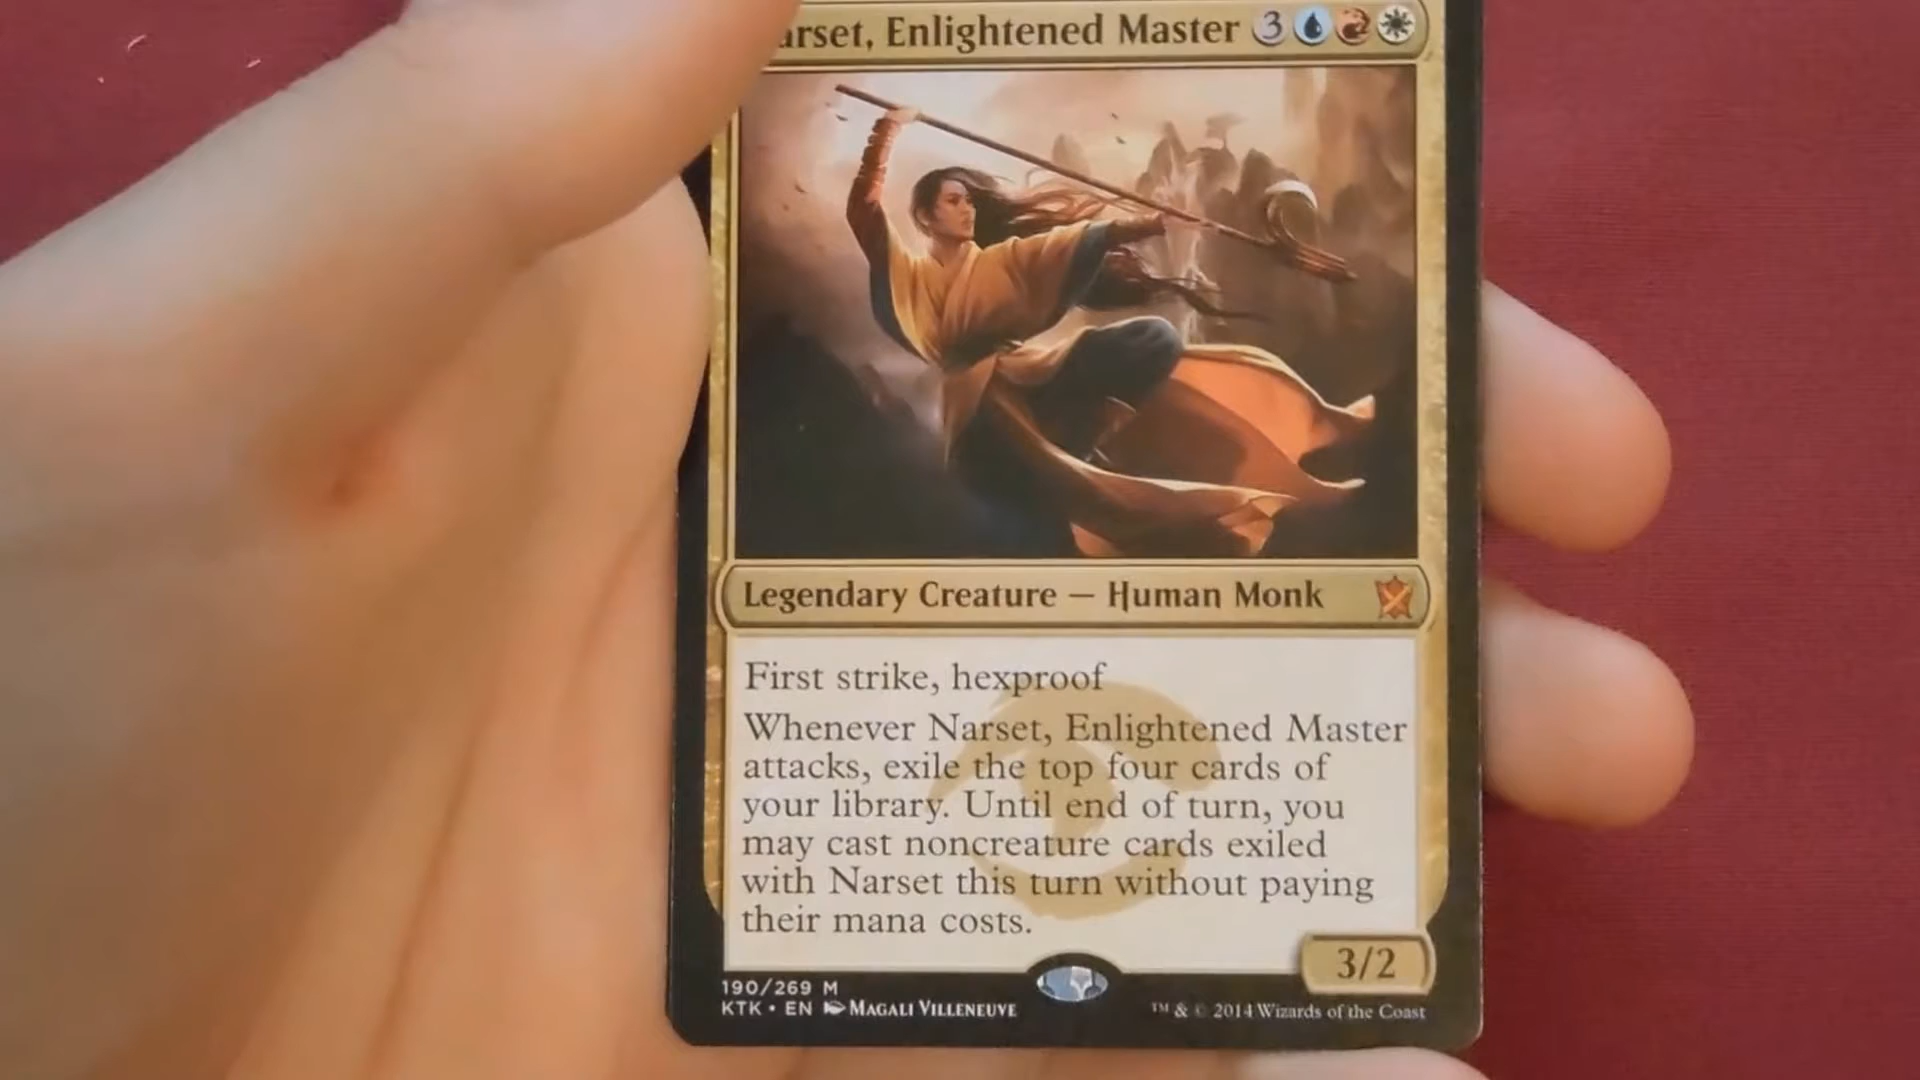 arset, Enlightened Master 3
Legendary Creature — Human Monk
First strike, hexproof
Whenever Narset, Enlightened Master
attacks, exile the top four cards of
your library. Until end of turn, you
may cast noncreature cards exiled
with Narset this turn without paying
their mana costs.
3/2
190/269 M
KTK • EN MAGALI VILLENEUVE
™ & © 2014 Wizards of the Coast